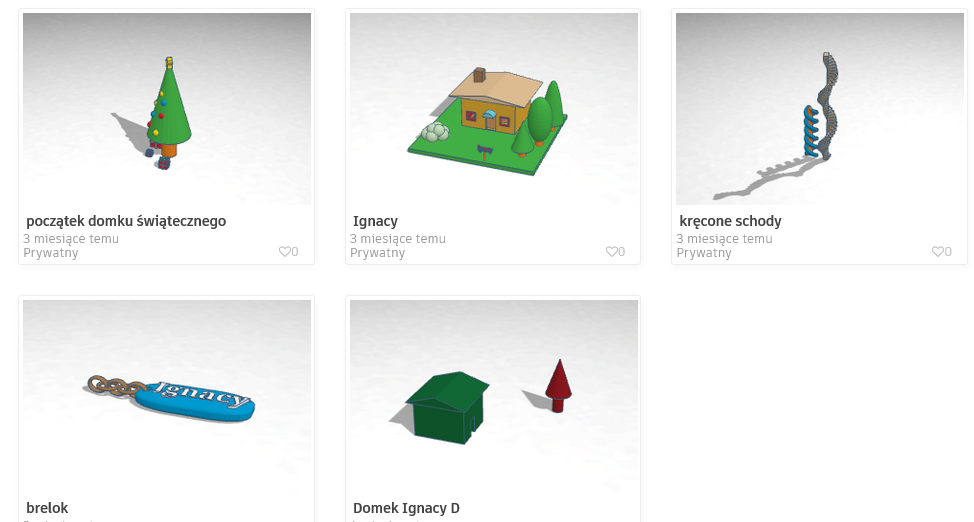 początek domku świątecznego
3 miesiące temu
Prywatny
0
Ignacy
3 miesiące temu
Prywatny
0
kręcone schody
3 miesiące temu
Prywatny
0
Ignacy
brelok
Domek Ignacy D